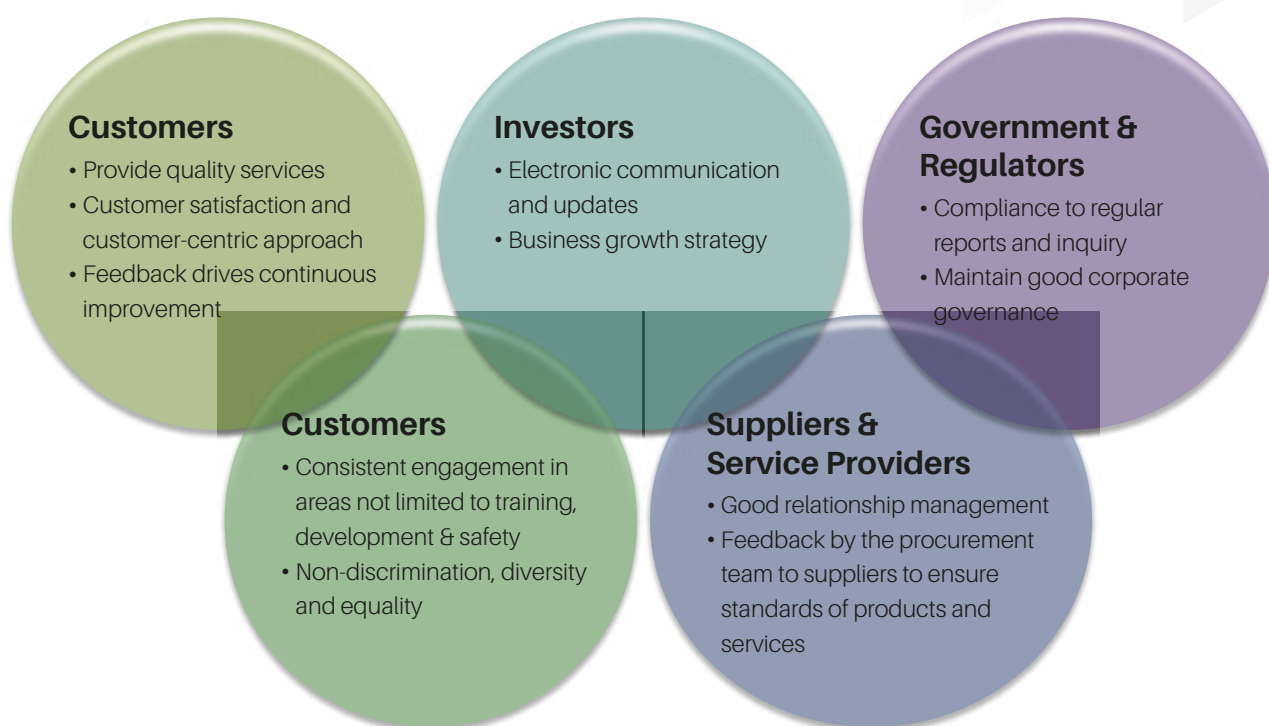 Customers
• Provide quality services
• Customer satisfaction and
customer-centric approach
• Feedback drives continuous
improvement
Investors
• Electronic communication
and updates
• Business growth strategy
Government &
Regulators
• Compliance to regular
reports and inquiry
• Maintain good corporate
governance
Customers
• Consistent engagement in
areas not limited to training,
development & safety
• Non-discrimination, diversity
and equality
Suppliers &
Service Providers
• Good relationship management
• Feedback by the procurement
team to suppliers to ensure
standards of products and
services